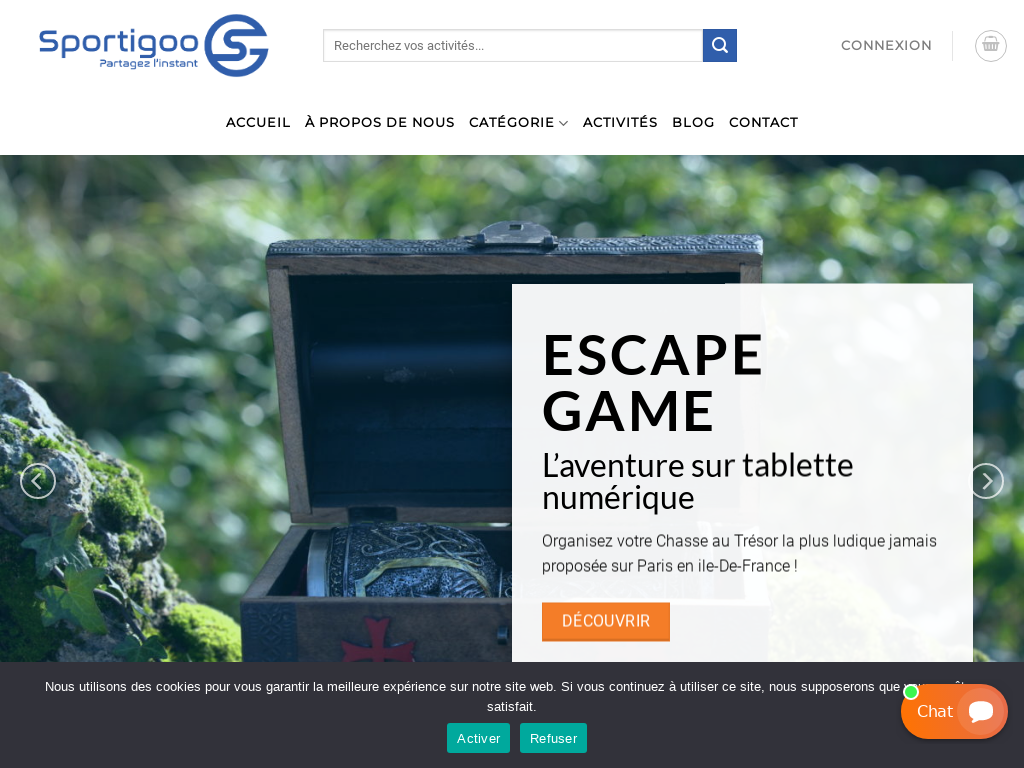 Sportigoo
Partagez l'instant
Recherchez vos activités...
CONNEXION
ACCUEIL À PROPOS DE NOUS CATÉGORIE ACTIVITÉS BLOG CONTACT
ESCAPE
GAME
L’aventure sur tablette
numérique
Organisez votre Chasse au Trésor la plus ludique jamais
proposée sur Paris en ile-De-France !
DÉCOUVRIR
Nous utilisons des cookies pour vous garantir la meilleure expérience sur notre site web. Si vous continuez à utiliser ce site, nous supposerons que
satisfait.
Activer Refuser
Chat